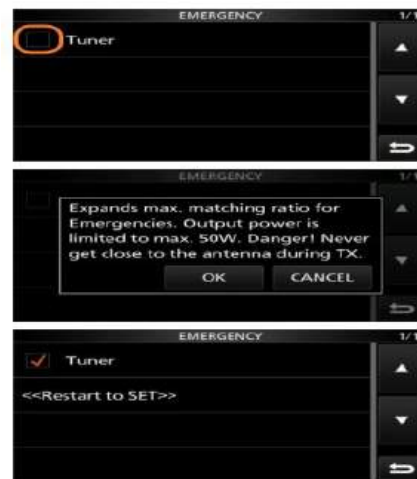 EMERGENCY 1/1
Tuner
EMERGENCY 1/1
Expands max. matching ratio for
Emergencies. Output power is
limited to max. 50W. Danger! Never
get close to the antenna during TX.
OK CANCEL
EMERGENCY 1/1
Tuner
<<Restart to SET>>